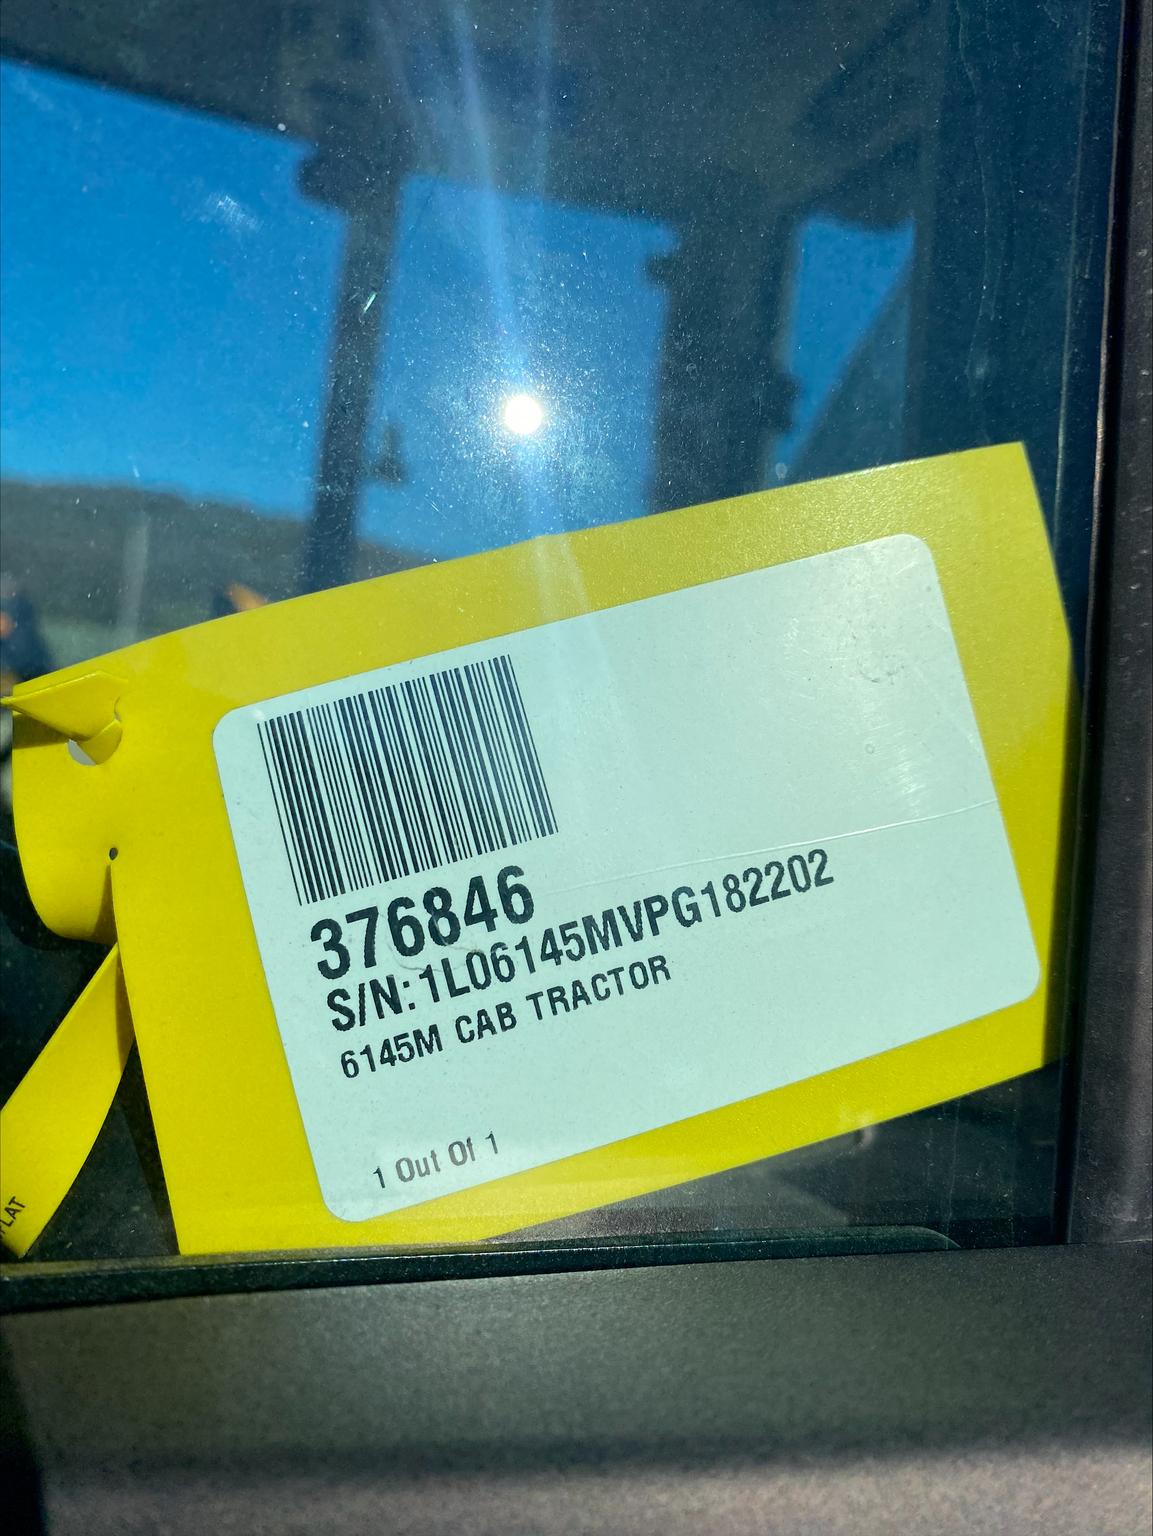 376846
S/N: 1L06145MVPG182202
6145M CAB TRACTOR
1 Out Of 1